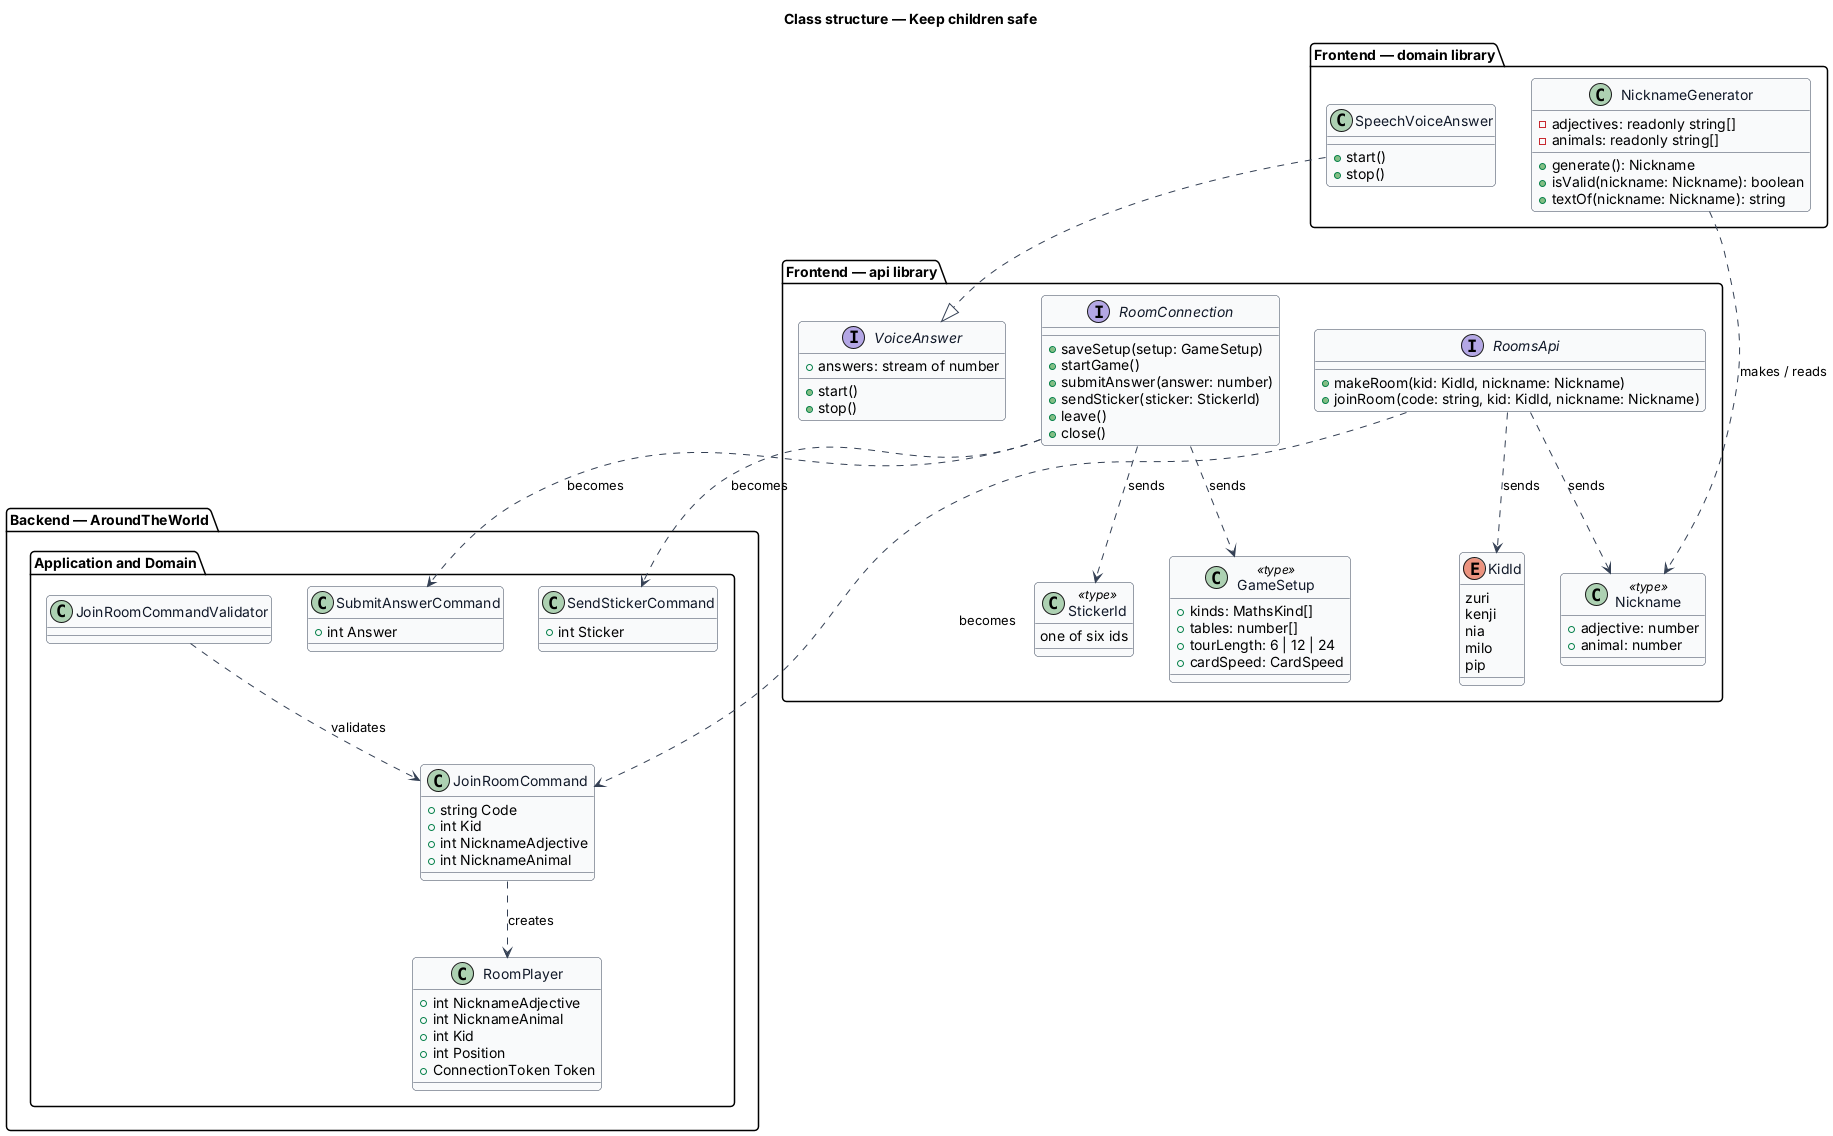 Class structure — Keep children safe
Frontend — domain library
SpeechVoiceAnswer
start()
stop()
NicknameGenerator
adjectives: readonly string[]
animals: readonly string[]
generate(): Nickname
isValid(nickname: Nickname): boolean
textOf(nickname: Nickname): string
Frontend — api library
VoiceAnswer
answers: stream of number
start()
stop()
RoomConnection
saveSetup(setup: GameSetup)
startGame()
submitAnswer(answer: number)
sendSticker(sticker: StickerId)
leave()
close()
RoomsApi
makeRoom(kid: KidId, nickname: Nickname)
joinRoom(code: string, kid: KidId, nickname: Nickname)
makes / reads
becomes
becomes
sends
sends
sends
sends
becomes
«type»
StickerId
one of six ids
«type»
GameSetup
kinds: MathsKind[]
tables: number[]
tourLength: 6 | 12 | 24
cardSpeed: CardSpeed
KidId
zuri
kenji
nia
milo
pip
«type»
Nickname
adjective: number
animal: number
Backend — AroundTheWorld
Application and Domain
JoinRoomCommandValidator
SubmitAnswerCommand
int Answer
SendStickerCommand
int Sticker
validates
JoinRoomCommand
string Code
int Kid
int NicknameAdjective
int NicknameAnimal
creates
RoomPlayer
int NicknameAdjective
int NicknameAnimal
int Kid
int Position
ConnectionToken Token